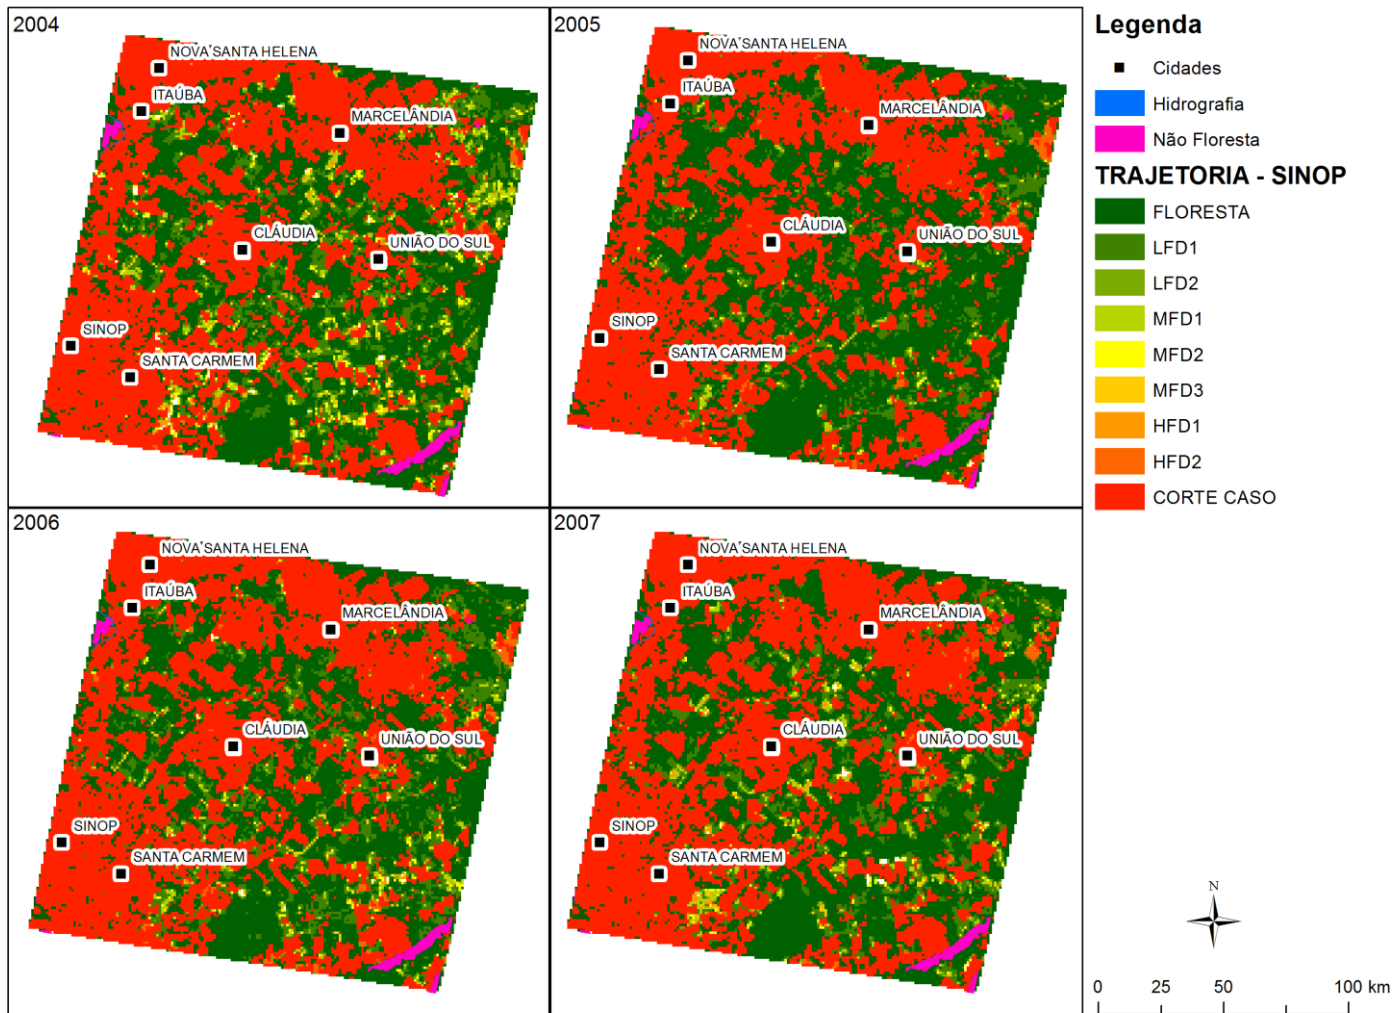 2004
NOVA SANTA HELENA
ITAÚBA
MARCELÂNDIA
CLÁUDIA
UNIÃO DO SUL
SINOP
SANTA CARMEM
2005
NOVA SANTA HELENA
ITAÚBA
MARCELÂNDIA
CLÁUDIA
UNIÃO DO SUL
SINOP
SANTA CARMEM
2006
NOVA SANTA HELENA
ITAÚBA
MARCELÂNDIA
CLÁUDIA
UNIÃO DO SUL
SINOP
SANTA CARMEM
2007
NOVA SANTA HELENA
ITAÚBA
MARCELÂNDIA
CLÁUDIA
UNIÃO DO SUL
SINOP
SANTA CARMEM
Legenda
Cidades
Hidrografia
Não Floresta
TRAJETORIA - SINOP
FLORESTA
LFD1
LFD2
MFD1
MFD2
MFD3
HFD1
HFD2
CORTE CASO
N
0 25 50 100 km